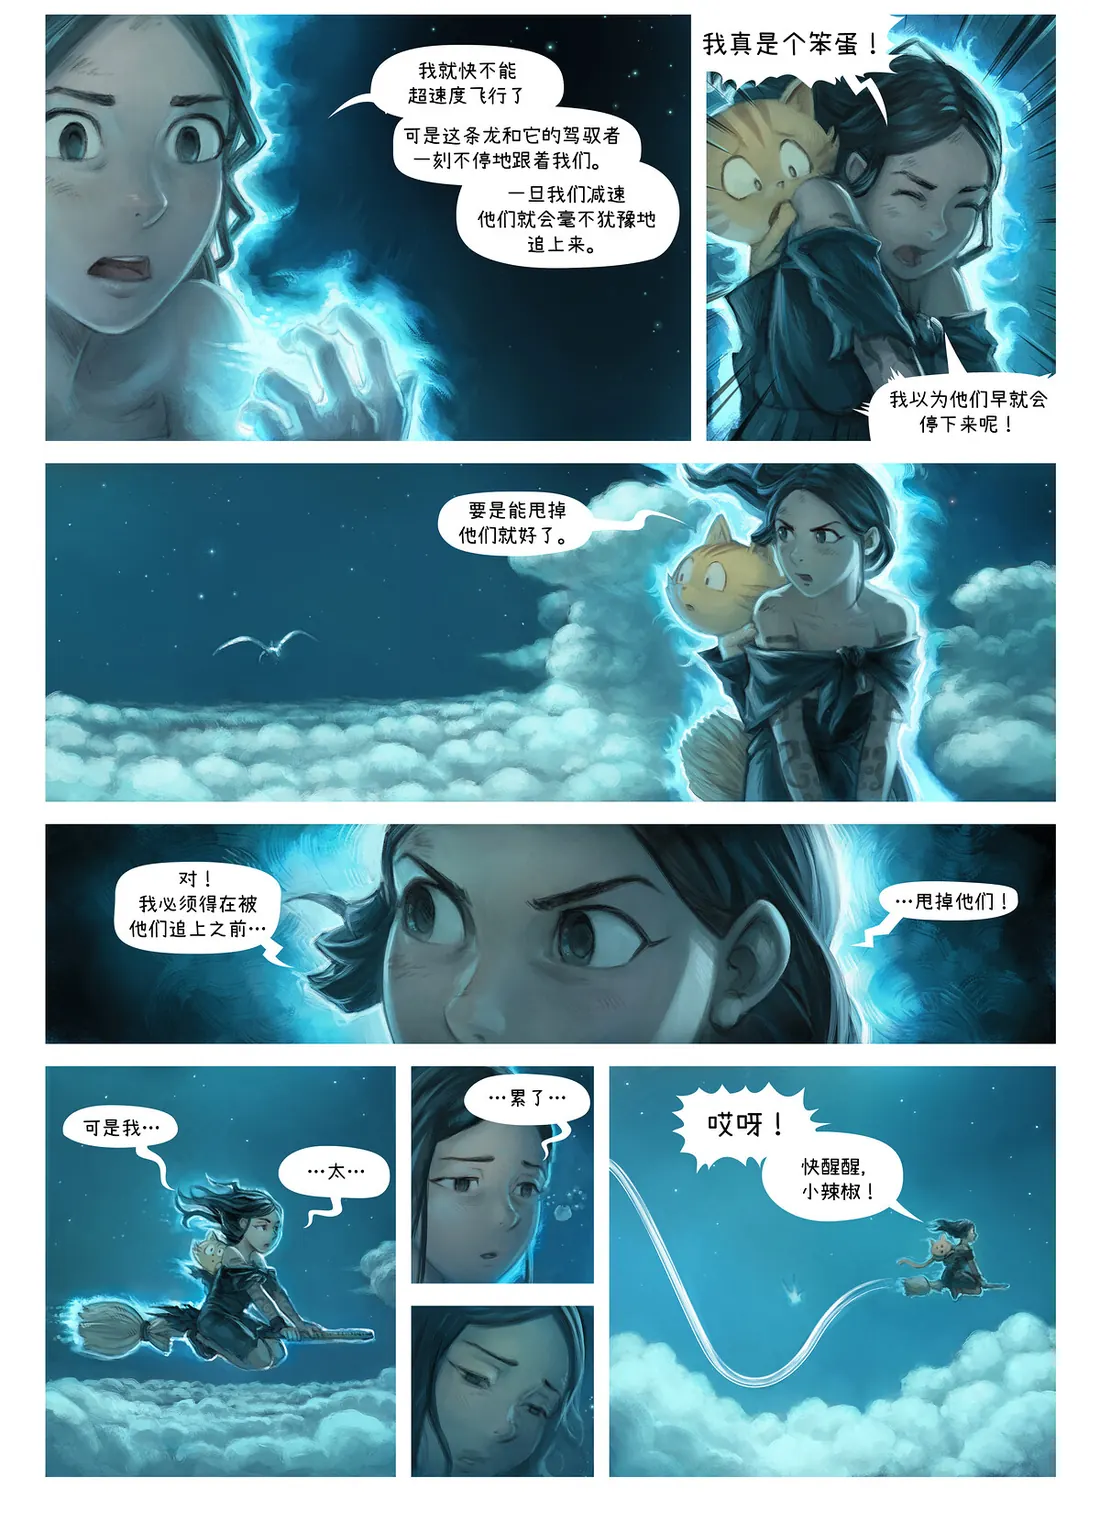 我就快不能
超速度飞行了
可是这条龙和它的驾驭者
一刻不停地跟着我们。
一旦我们减速
他们就会毫不犹豫地
追上来。
我真是个笨蛋！
我以为他们早就会
停下来呢！
要是能甩掉
他们就好了。
对！
我必须得在被
他们追上之前…
…甩掉他们！
可是我…
…太…
…累了…
哎呀！
快醒醒,
小辣椒！